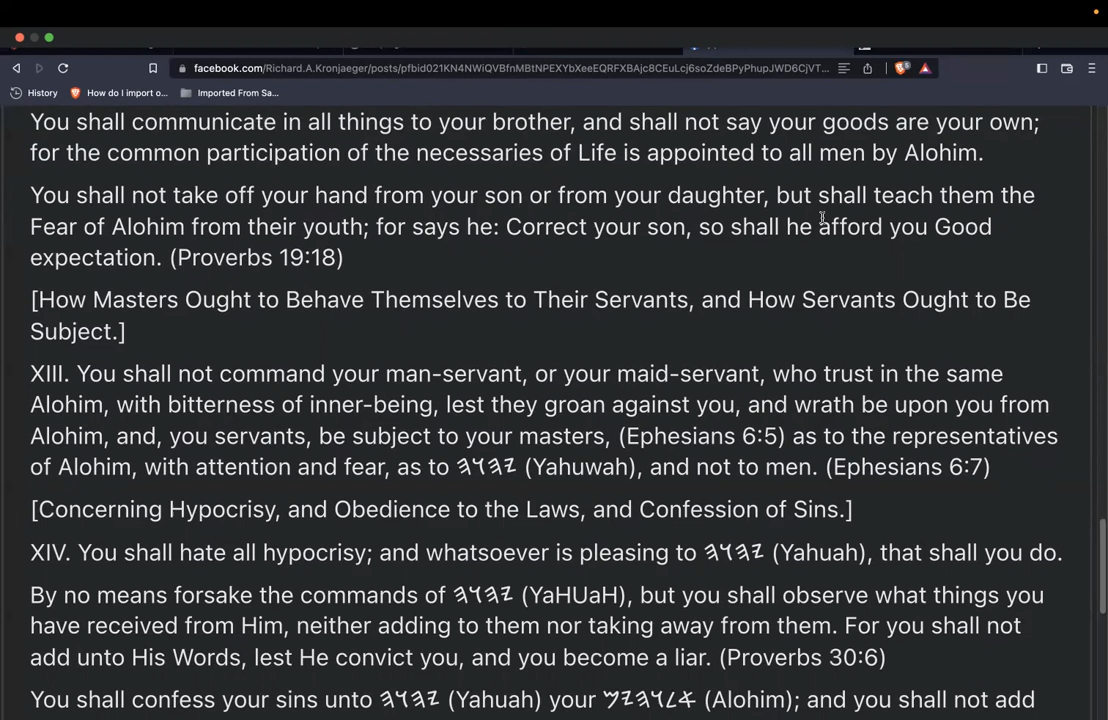 facebook.com/Richard.A.Kronjaeger/posts/pfbid021KN4NWiQVBfnMBtNPEXYbXeeEQRFXBAjc8CEuLcj6soZdeBPyPhupJWD6CjVT...
History How do I import o... Imported From Sa...
You shall communicate in all things to your brother, and shall not say your goods are your own;
for the common participation of the necessaries of Life is appointed to all men by Alohim.
You shall not take off your hand from your son or from your daughter, but shall teach them the
Fear of Alohim from their youth; for says he: Correct your son, so shall he afford you Good
expectation. (Proverbs 19:18)
[How Masters Ought to Behave Themselves to Their Servants, and How Servants Ought to Be
Subject.]
XIII. You shall not command your man-servant, or your maid-servant, who trust in the same
Alohim, with bitterness of inner-being, lest they groan against you, and wrath be upon you from
Alohim, and, you servants, be subject to your masters, (Ephesians 6:5) as to the representatives
of Alohim, with attention and fear, as to 𐤉𐤄𐤅𐤄 (Yahuwah), and not to men. (Ephesians 6:7)
[Concerning Hypocrisy, and Obedience to the Laws, and Confession of Sins.]
XIV. You shall hate all hypocrisy; and whatsoever is pleasing to 𐤉𐤄𐤅𐤄 (Yahuah), that shall you do.
By no means forsake the commands of 𐤉𐤄𐤅𐤄 (YaHUaH), but you shall observe what things you
have received from Him, neither adding to them nor taking away from them. For you shall not
add unto His Words, lest He convict you, and you become a liar. (Proverbs 30:6)
You shall confess your sins unto 𐤉𐤄𐤅𐤄 (Yahuah) your 𐤀𐤋𐤄𐤉𐤌 (Alohim); and you shall not add